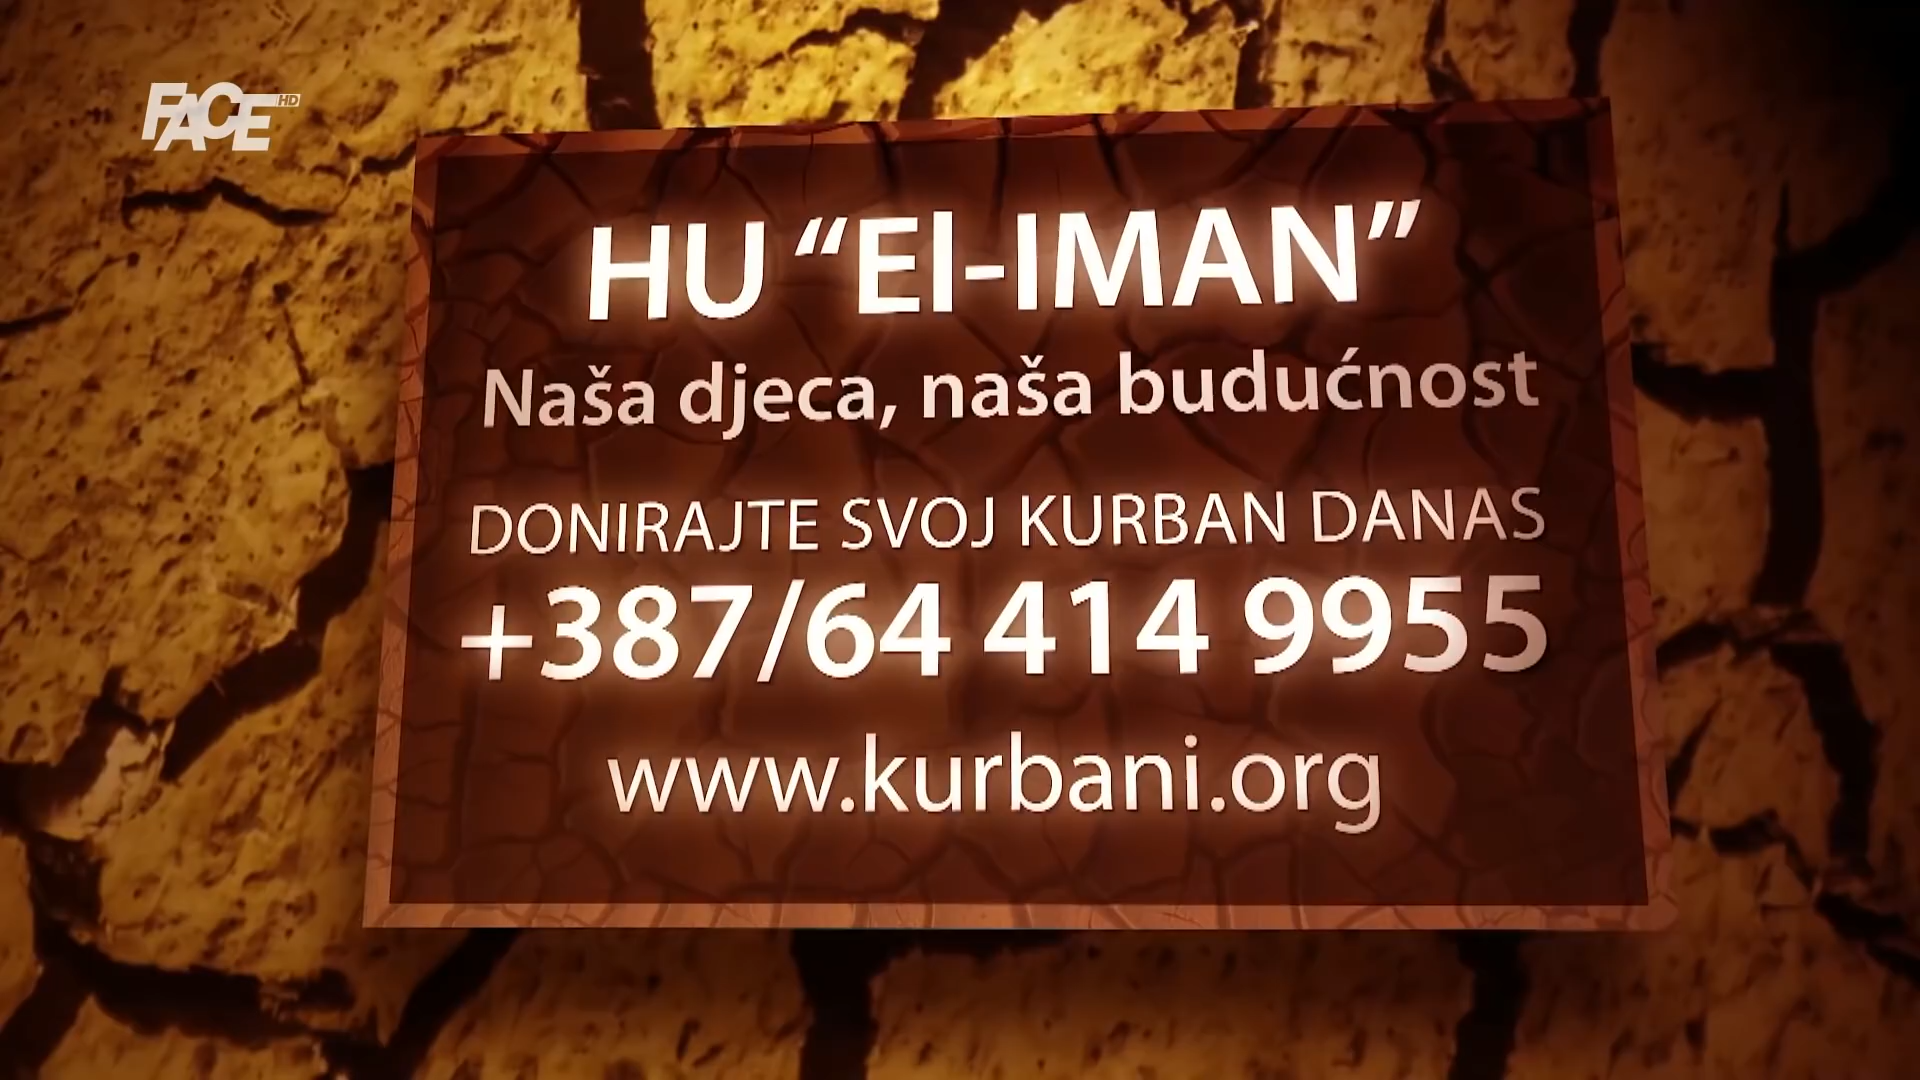 FACE HD
HU “El-IMAN”
Naša djeca, naša budućnost
DONIRAJTE SVOJ KURBAN DANAS
+387/64 414 9955
www.kurbani.org